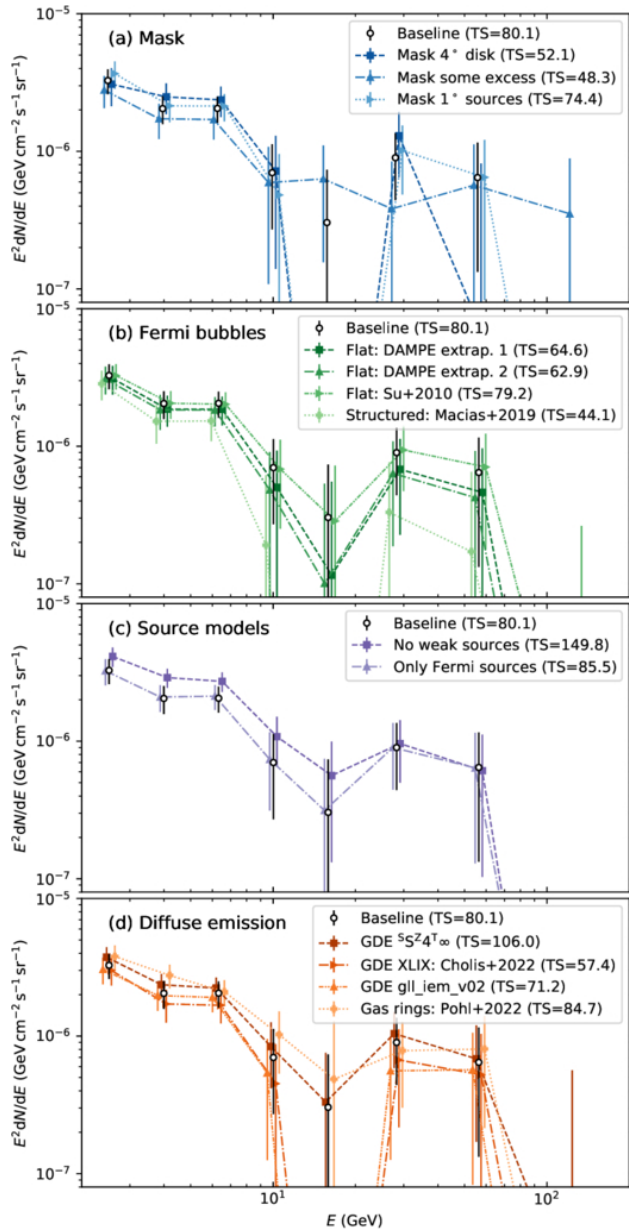 (a) Mask
Baseline (TS=80.1)
Mask 4° disk (TS=52.1)
Mask some excess (TS=48.3)
Mask 1° sources (TS=74.4)
10⁻⁵
10⁻⁶
10⁻⁷
E²dN/dE (GeV cm⁻² s⁻¹ sr⁻¹)
(b) Fermi bubbles
Baseline (TS=80.1)
Flat: DAMPE extrap. 1 (TS=64.6)
Flat: DAMPE extrap. 2 (TS=62.9)
Flat: Su+2010 (TS=79.2)
Structured: Macias+2019 (TS=44.1)
10⁻⁵
10⁻⁶
10⁻⁷
E²dN/dE (GeV cm⁻² s⁻¹ sr⁻¹)
(c) Source models
Baseline (TS=80.1)
No weak sources (TS=149.8)
Only Fermi sources (TS=85.5)
10⁻⁵
10⁻⁶
10⁻⁷
E²dN/dE (GeV cm⁻² s⁻¹ sr⁻¹)
(d) Diffuse emission
Baseline (TS=80.1)
GDE ˢSᶻ4ᵀ∞ (TS=106.0)
GDE XLIX: Cholis+2022 (TS=57.4)
GDE gll_iem_v02 (TS=71.2)
Gas rings: Pohl+2022 (TS=84.7)
10⁻⁵
10⁻⁶
10⁻⁷
E²dN/dE (GeV cm⁻² s⁻¹ sr⁻¹)
10¹
10²
E (GeV)